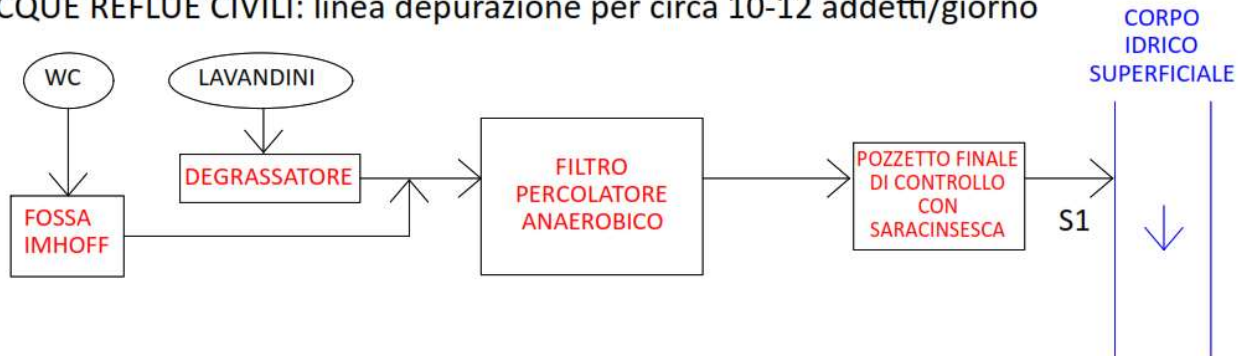 CQUE REFLUE CIVILI: linea depurazione per circa 10-12 addetti/giorno
CORPO
IDRICO
SUPERFICIALE
WC
LAVANDINI
DEGRASSATORE
FOSSA
IMHOFF
FILTRO
PERCOLATORE
ANAEROBICO
POZZETTO FINALE
DI CONTROLLO
CON
SARACINSESCA
S1